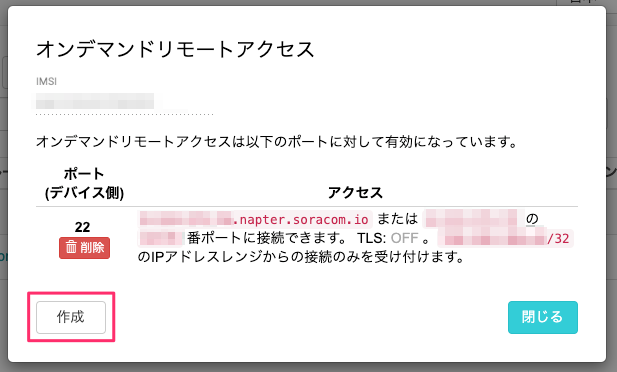 オンデマンドリモートアクセス
IMSI
オンデマンドリモートアクセスは以下のポートに対して有効になっています。
ポート
(デバイス側)
アクセス
22
削除
.napter.soracom.io または の
番ポートに接続できます。 TLS: OFF 。 /32
のIPアドレスレンジからの接続のみを受け付けます。
作成
閉じる